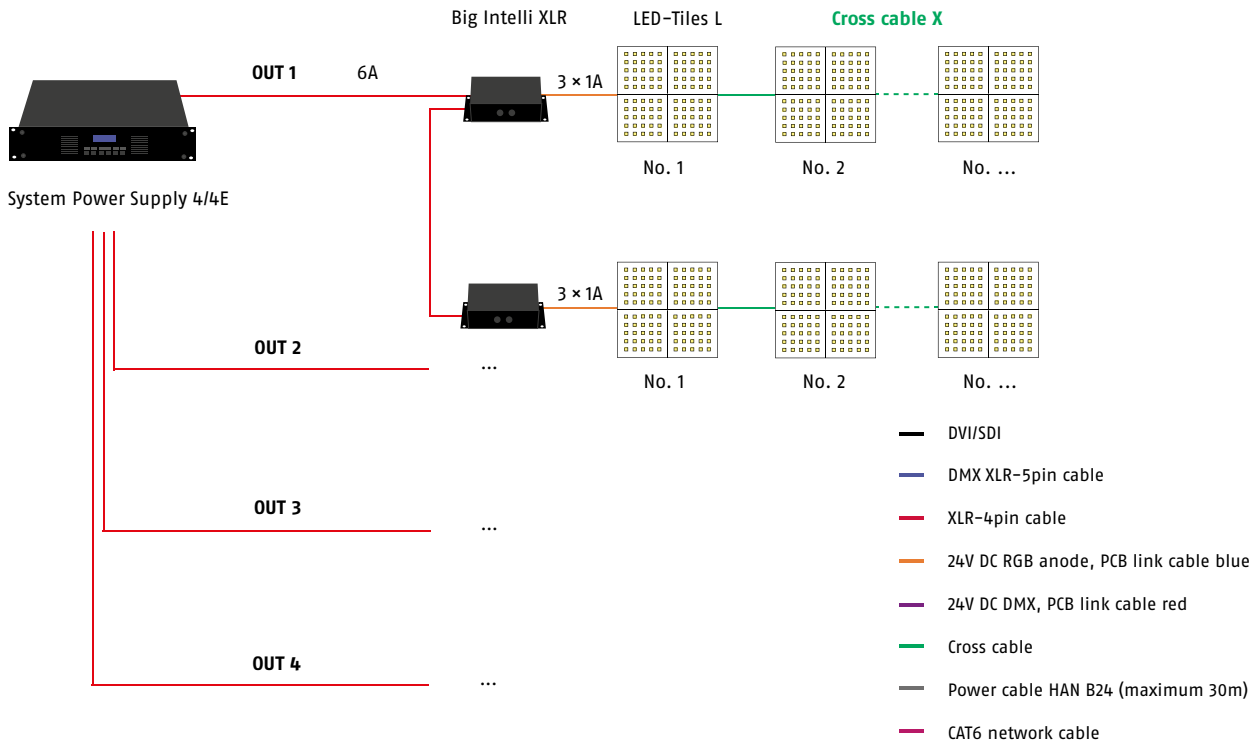 Big Intelli XLR
LED-Tiles L
Cross cable X
OUT 1
6A
3 × 1A
No. 1
No. 2
No. ...
System Power Supply 4/4E
3 × 1A
OUT 2
...
No. 1
No. 2
No. ...
DVI/SDI
DMX XLR-5pin cable
OUT 3
...
XLR-4pin cable
24V DC RGB anode, PCB link cable blue
24V DC DMX, PCB link cable red
Cross cable
OUT 4
...
Power cable HAN B24 (maximum 30m)
CAT6 network cable